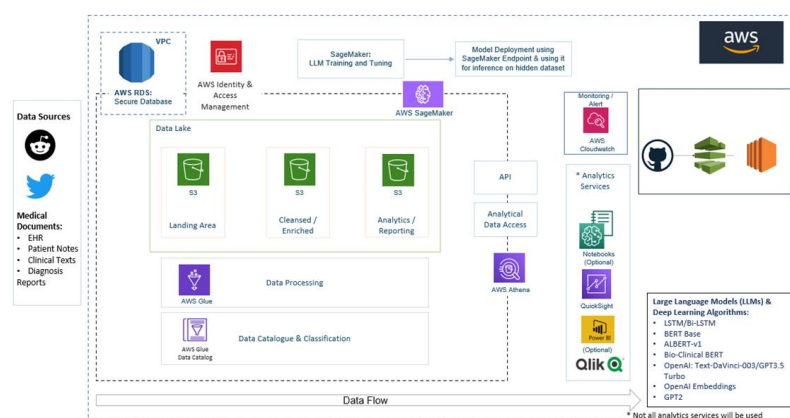 VPC
AWS RDS:
Secure Database
AWS Identity &
Access
Management
SageMaker:
LLM Training and Tuning
Model Deployment using
SageMaker Endpoint & using it
for inference on hidden dataset
aws
AWS SageMaker
Data Sources
Medical
Documents:
• EHR
• Patient Notes
• Clinical Texts
• Diagnosis
Reports
Data Lake
S3
Landing Area
S3
Cleansed /
Enriched
S3
Analytics /
Reporting
AWS Glue
Data Processing
AWS Glue
Data Catalog
Data Catalogue & Classification
API
Analytical
Data Access
AWS Athena
Monitoring /
Alert
AWS
Cloudwatch
* Analytics
Services
Notebooks
(Optional)
QuickSight
Power BI
(Optional)
Qlik Q
Large Language Models (LLMs) &
Deep Learning Algorithms:
• LSTM/Bi-LSTM
• BERT Base
• ALBERT-v1
• Bio-Clinical BERT
• OpenAI: Text-DaVinci-003/GPT3.5
Turbo
• OpenAI Embeddings
• GPT2
Data Flow
* Not all analytics services will be used